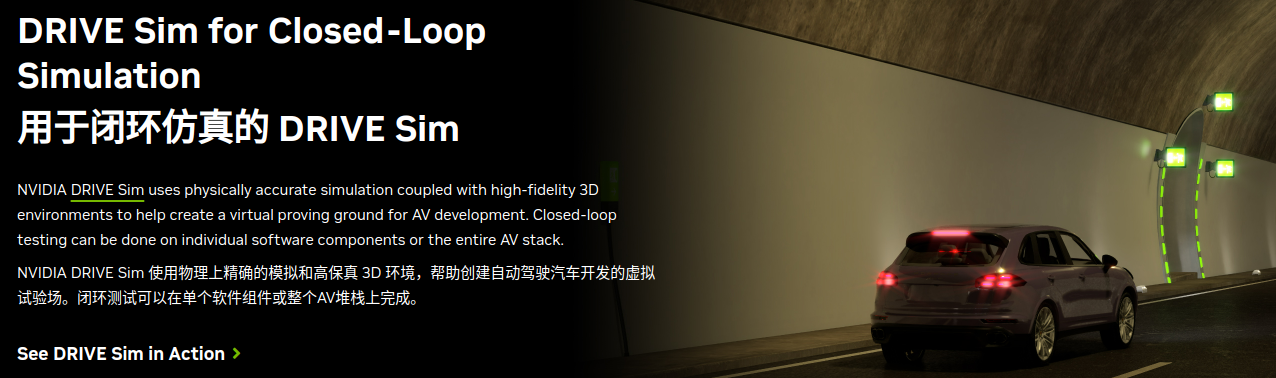 DRIVE Sim for Closed-Loop
Simulation
用于闭环仿真的 DRIVE Sim
NVIDIA DRIVE Sim uses physically accurate simulation coupled with high-fidelity 3D
environments to help create a virtual proving ground for AV development. Closed-loop
testing can be done on individual software components or the entire AV stack.
NVIDIA DRIVE Sim 使用物理上精确的模拟和高保真 3D 环境，帮助创建自动驾驶汽车开发的虚拟
试验场。闭环测试可以在单个软件组件或整个AV堆栈上完成。
See DRIVE Sim in Action